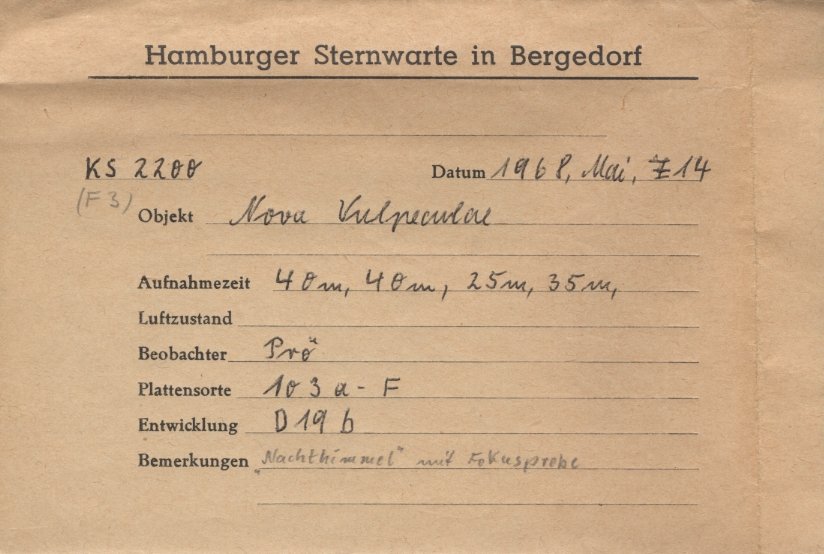 Hamburger Sternwarte in Bergedorf
KS 2200 Datum 1968, Mai, 14
(F3)
Objekt Nova Vulpeculae
Aufnahmezeit 40m, 40m, 25m, 35m,
Luftzustand
Beobachter Prö
Plattensorte 103a-F
Entwicklung D19b
Bemerkungen „Nachthimmel" mit Fokusprobe